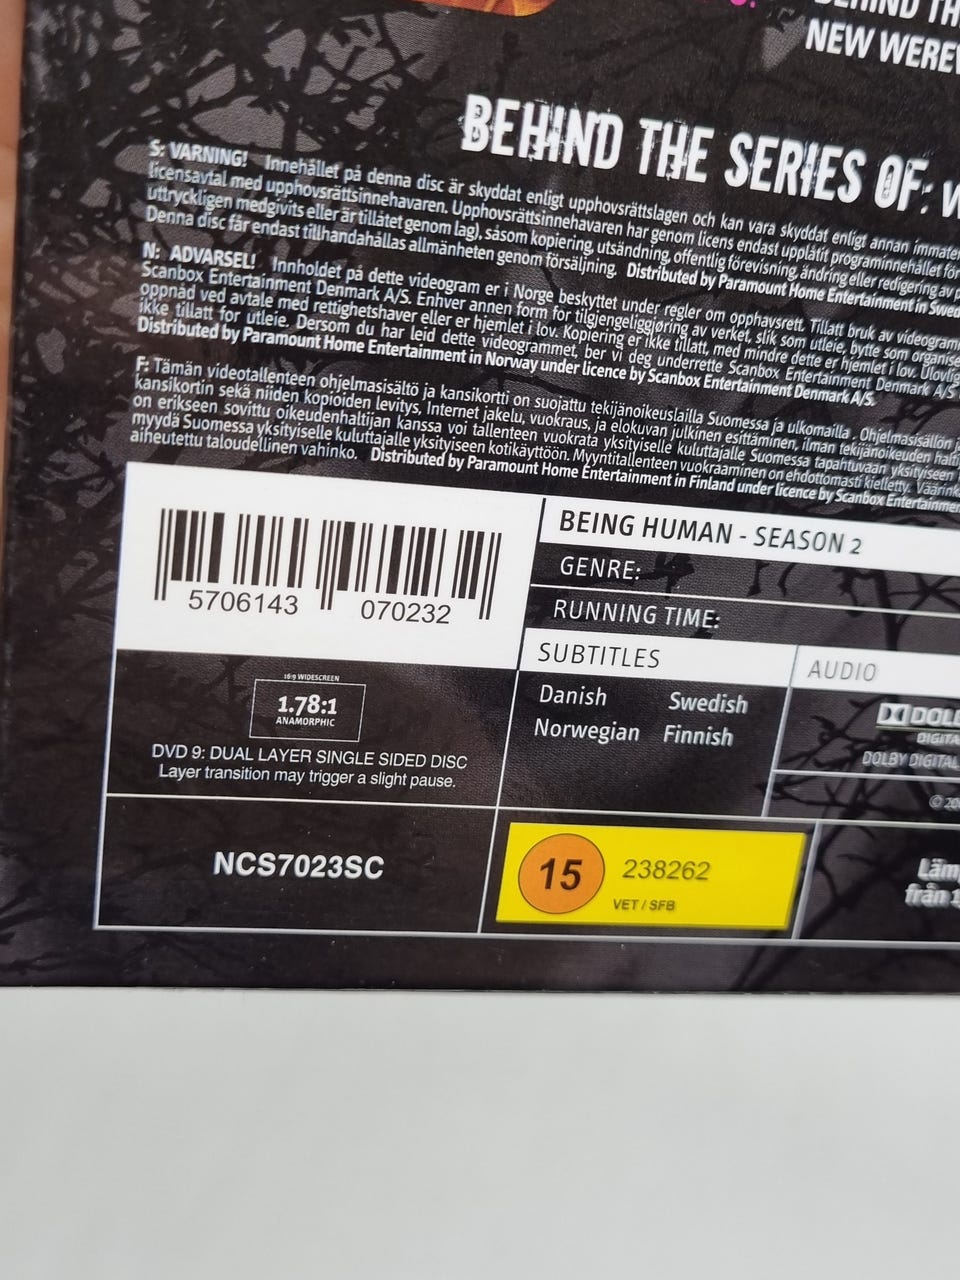 BEHIND TH
NEW WEREW
BEHIND THE SERIES OF: W
S: VARNING! Innehållet på denna disc är skyddat enligt upphovsrättslagen och kan vara skyddat enligt annan immate
licensavtal med upphovsrättsinnehavaren. Upphovsrättsinnehavaren har genom licens endast upplåtit programinnehållet för
uttryckligen medgivits eller är tillåtet genom lag), såsom kopiering, utsändning, offentlig förevisning, ändring eller redigering av p
Denna disc får endast tillhandahållas allmänheten genom försäljning. Distributed by Paramount Home Entertainment in Swed
N: ADVARSEL! Innholdet på dette videogram er i Norge beskyttet under regler om opphavsrett. Tillatt bruk av videogram
Scanbox Entertainment Denmark A/S. Enhver annen form for tilgjengeliggjøring av verket, slik som utleie, bytte som organise
oppnåd ved avtale med rettighetshaver eller er hjemlet i lov. Kopiering er ikke tillatt, med mindre dette er hjemlet i lov. Ulovlig
ikke tillatt for utleie. Dersom du har leid dette videogrammet, ber vi deg underrette Scanbox Entertainment Denmark A/S
Distributed by Paramount Home Entertainment in Norway under licence by Scanbox Entertainment Denmark A/S.
F: Tämän videotallenteen ohjelmasisältö ja kansikortti on suojattu tekijänoikeuslailla Suomessa ja ulkomailla . Ohjelmasisällön j
kansikortin sekä niiden kopioiden levitys, Internet jakelu, vuokraus, ja elokuvan julkinen esittäminen, ilman tekijänoikeuden halti
on erikseen sovittu oikeudenhaltijan kanssa voi tallenteen vuokrata yksityiselle kuluttajalle Suomessa tapahtuvaan yksityiseen
myydä Suomessa yksityiselle kuluttajalle yksityiseen kotikäyttöön. Myyntitallenteen vuokraaminen on ehdottomasti kielletty. Väärink
aiheutettu taloudellinen vahinko. Distributed by Paramount Home Entertainment in Finland under licence by Scanbox Entertainmen
5706143 070232
BEING HUMAN - SEASON 2
GENRE:
RUNNING TIME:
SUBTITLES
AUDIO
Danish Swedish
Norwegian Finnish
DOLB
DIGITA
DOLBY DIGITAL
© 20
16:9 WIDESCREEN
1.78:1
ANAMORPHIC
DVD 9: DUAL LAYER SINGLE SIDED DISC
Layer transition may trigger a slight pause.
NCS7023SC
15 238262
VET / SFB
Lämp
från 1